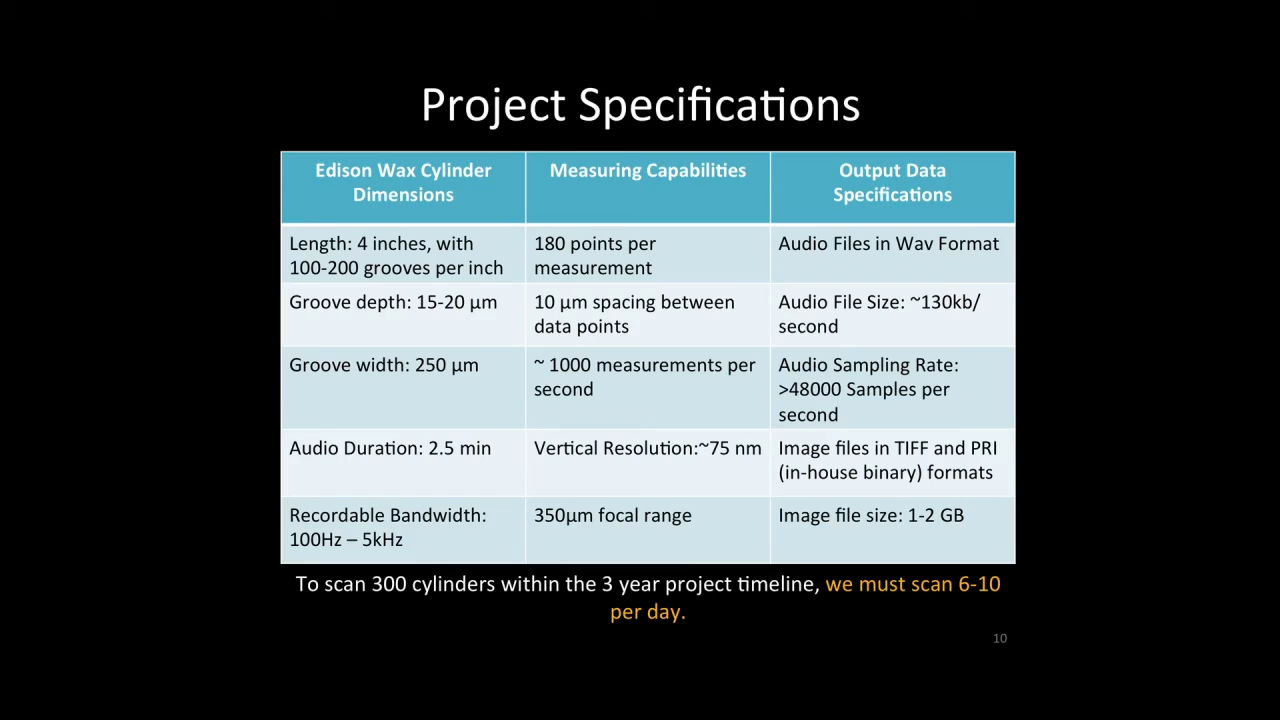 Project Specifications
Edison Wax Cylinder
Dimensions
Measuring Capabilities
Output Data
Specifications
Length: 4 inches, with
100-200 grooves per inch
180 points per
measurement
Audio Files in Wav Format
Groove depth: 15-20 µm
10 µm spacing between
data points
Audio File Size: ~130kb/
second
Groove width: 250 µm
~ 1000 measurements per
second
Audio Sampling Rate:
>48000 Samples per
second
Audio Duration: 2.5 min
Vertical Resolution:~75 nm
Image files in TIFF and PRI
(in-house binary) formats
Recordable Bandwidth:
100Hz – 5kHz
350µm focal range
Image file size: 1-2 GB
To scan 300 cylinders within the 3 year project timeline, we must scan 6-10
per day.
10